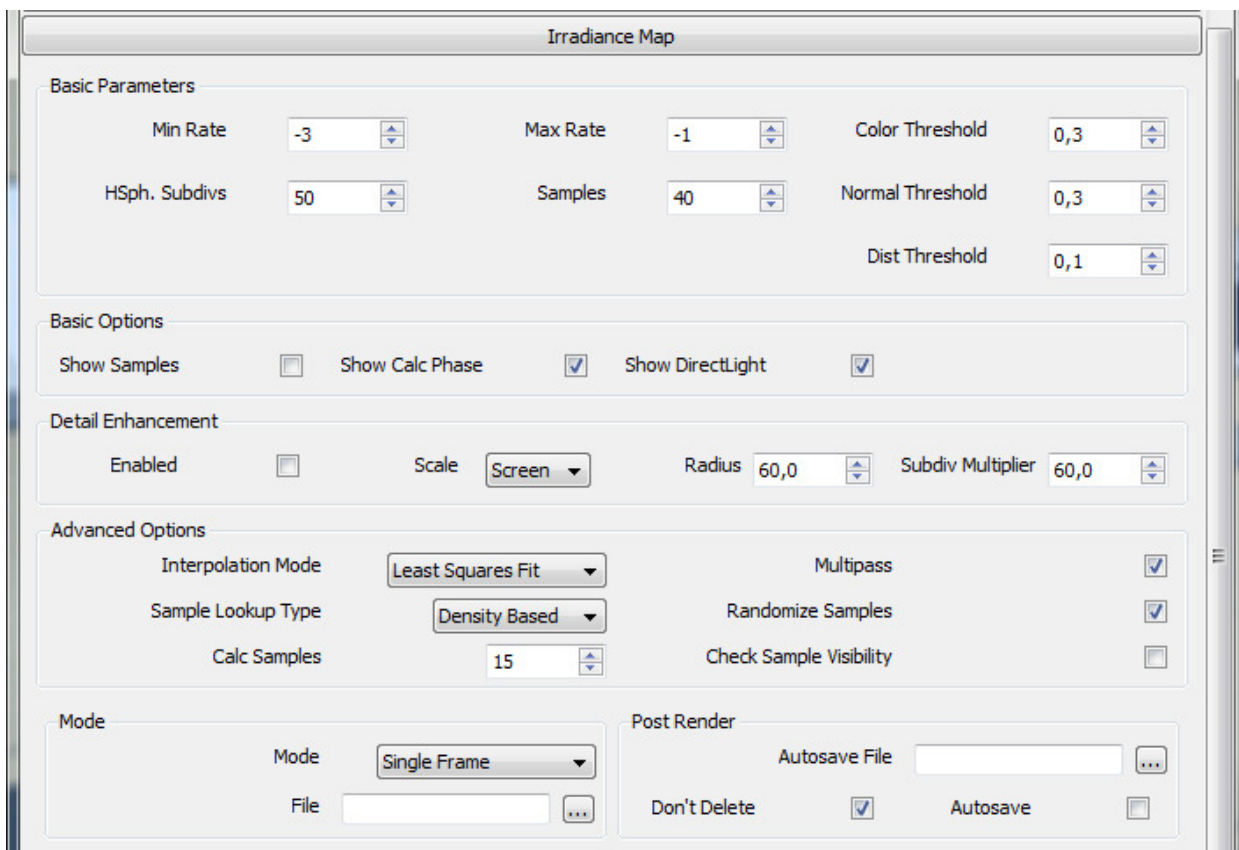 Irradiance Map
Basic Parameters
Min Rate -3 Max Rate -1 Color Threshold 0,3
HSph. Subdivs 50 Samples 40 Normal Threshold 0,3
Dist Threshold 0,1
Basic Options
Show Samples Show Calc Phase Show DirectLight
Detail Enhancement
Enabled Scale Screen Radius 60,0 Subdiv Multiplier 60,0
Advanced Options
Interpolation Mode Least Squares Fit Multipass
Sample Lookup Type Density Based Randomize Samples
Calc Samples 15 Check Sample Visibility
Mode Post Render
Mode Single Frame Autosave File ...
File ... Don't Delete Autosave